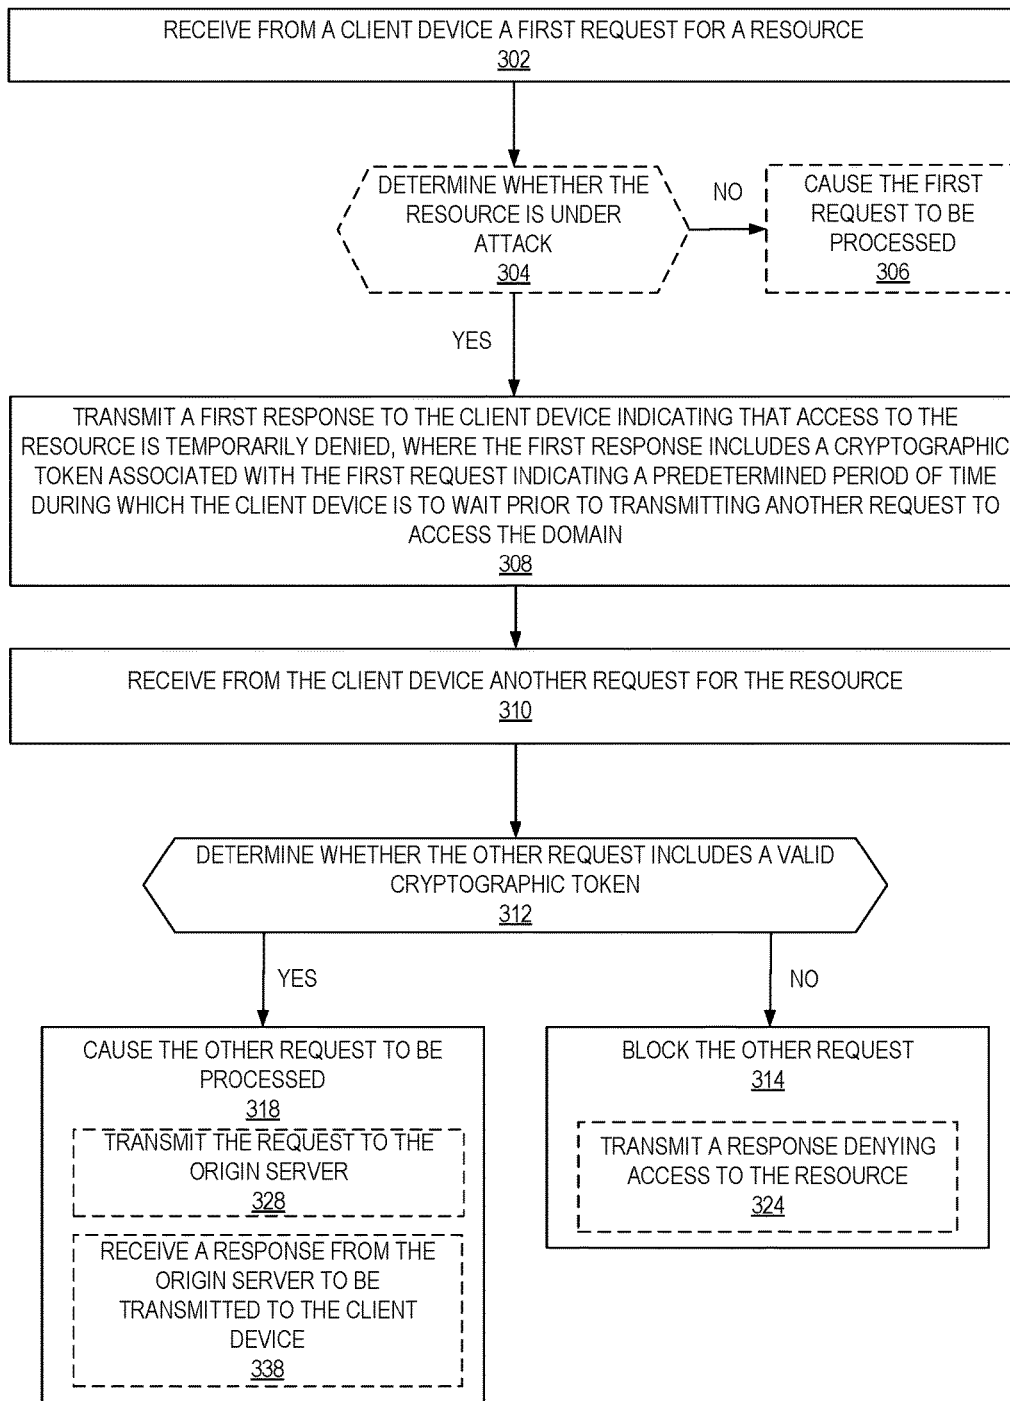 RECEIVE FROM A CLIENT DEVICE A FIRST REQUEST FOR A RESOURCE
302
DETERMINE WHETHER THE
RESOURCE IS UNDER
ATTACK
304
NO
CAUSE THE FIRST
REQUEST TO BE
PROCESSED
306
YES
TRANSMIT A FIRST RESPONSE TO THE CLIENT DEVICE INDICATING THAT ACCESS TO THE
RESOURCE IS TEMPORARILY DENIED, WHERE THE FIRST RESPONSE INCLUDES A CRYPTOGRAPHIC
TOKEN ASSOCIATED WITH THE FIRST REQUEST INDICATING A PREDETERMINED PERIOD OF TIME
DURING WHICH THE CLIENT DEVICE IS TO WAIT PRIOR TO TRANSMITTING ANOTHER REQUEST TO
ACCESS THE DOMAIN
308
RECEIVE FROM THE CLIENT DEVICE ANOTHER REQUEST FOR THE RESOURCE
310
DETERMINE WHETHER THE OTHER REQUEST INCLUDES A VALID
CRYPTOGRAPHIC TOKEN
312
YES
NO
CAUSE THE OTHER REQUEST TO BE
PROCESSED
318
TRANSMIT THE REQUEST TO THE
ORIGIN SERVER
328
RECEIVE A RESPONSE FROM THE
ORIGIN SERVER TO BE
TRANSMITTED TO THE CLIENT
DEVICE
338
BLOCK THE OTHER REQUEST
314
TRANSMIT A RESPONSE DENYING
ACCESS TO THE RESOURCE
324